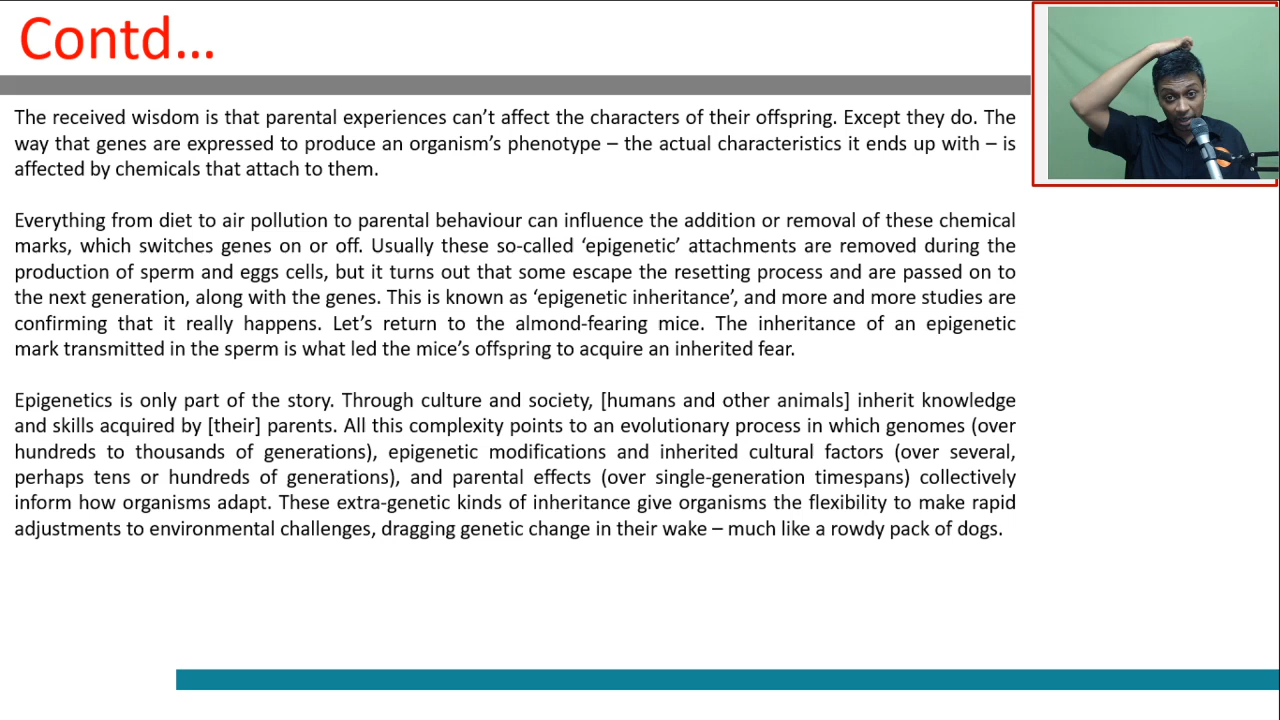 Contd...
The received wisdom is that parental experiences can’t affect the characters of their offspring. Except they do. The
way that genes are expressed to produce an organism’s phenotype – the actual characteristics it ends up with – is
affected by chemicals that attach to them.
Everything from diet to air pollution to parental behaviour can influence the addition or removal of these chemical
marks, which switches genes on or off. Usually these so-called ‘epigenetic’ attachments are removed during the
production of sperm and eggs cells, but it turns out that some escape the resetting process and are passed on to
the next generation, along with the genes. This is known as ‘epigenetic inheritance’, and more and more studies are
confirming that it really happens. Let’s return to the almond-fearing mice. The inheritance of an epigenetic
mark transmitted in the sperm is what led the mice’s offspring to acquire an inherited fear.
Epigenetics is only part of the story. Through culture and society, [humans and other animals] inherit knowledge
and skills acquired by [their] parents. All this complexity points to an evolutionary process in which genomes (over
hundreds to thousands of generations), epigenetic modifications and inherited cultural factors (over several,
perhaps tens or hundreds of generations), and parental effects (over single-generation timespans) collectively
inform how organisms adapt. These extra-genetic kinds of inheritance give organisms the flexibility to make rapid
adjustments to environmental challenges, dragging genetic change in their wake – much like a rowdy pack of dogs.